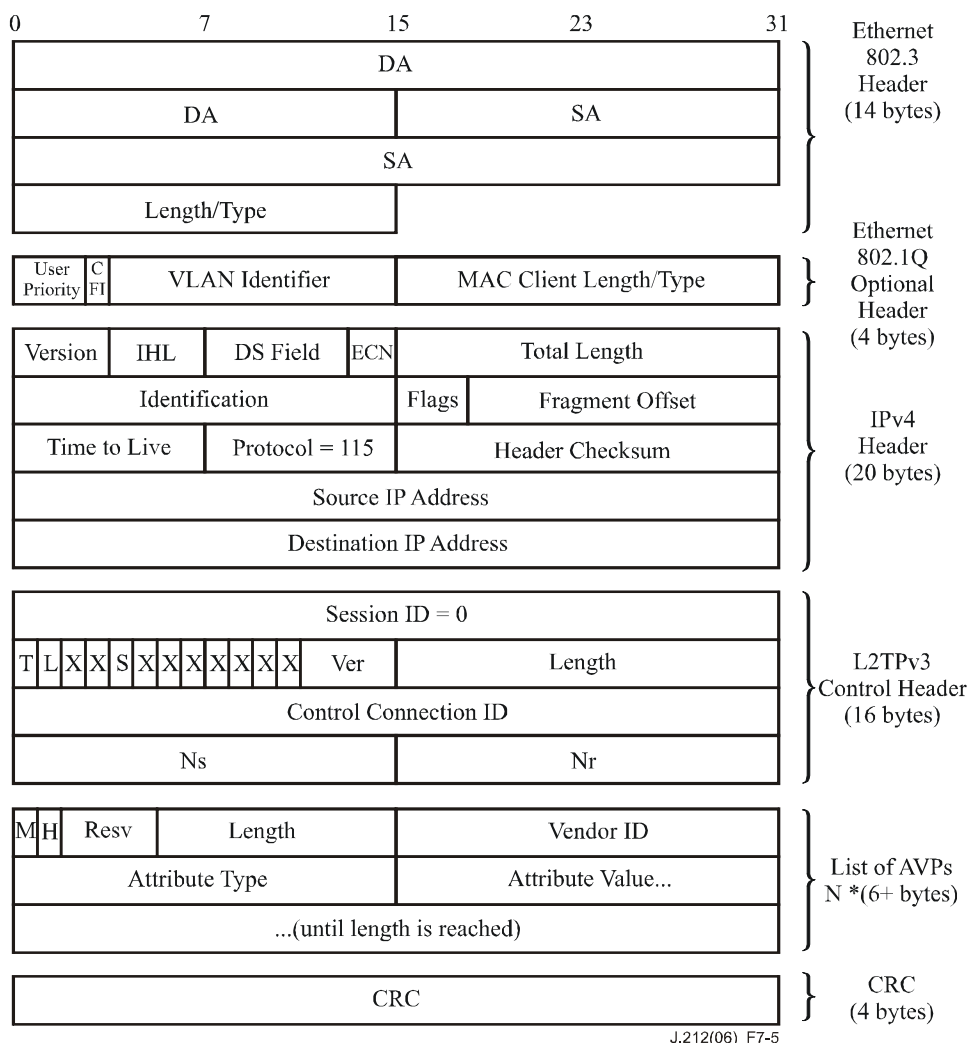 0 7 15 23 31
DA
DA SA
SA
Length/Type
Ethernet
802.3
Header
(14 bytes)
User
Priority
C
FI
VLAN Identifier
MAC Client Length/Type
Ethernet
802.1Q
Optional
Header
(4 bytes)
Version IHL DS Field ECN Total Length
Identification Flags Fragment Offset
Time to Live Protocol = 115 Header Checksum
Source IP Address
Destination IP Address
IPv4
Header
(20 bytes)
Session ID = 0
T L X X S X X X X X X X Ver Length
Control Connection ID
Ns Nr
L2TPv3
Control Header
(16 bytes)
M H Resv Length Vendor ID
Attribute Type Attribute Value...
...(until length is reached)
List of AVPs
N *(6+ bytes)
CRC
CRC
(4 bytes)
J.212(06)_F7-5